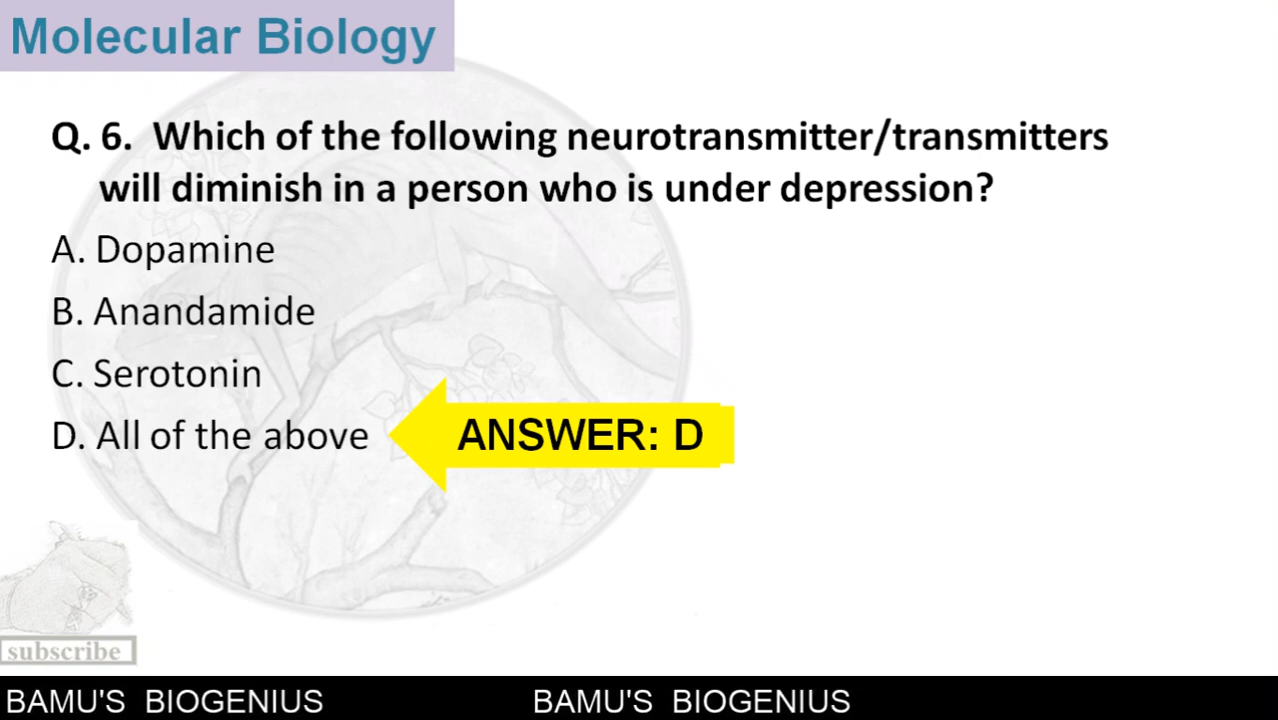 Molecular Biology
Q. 6. Which of the following neurotransmitter/transmitters
will diminish in a person who is under depression?
A. Dopamine
B. Anandamide
C. Serotonin
D. All of the above
ANSWER: D
subscribe
BAMU'S BIOGENIUS BAMU'S BIOGENIUS